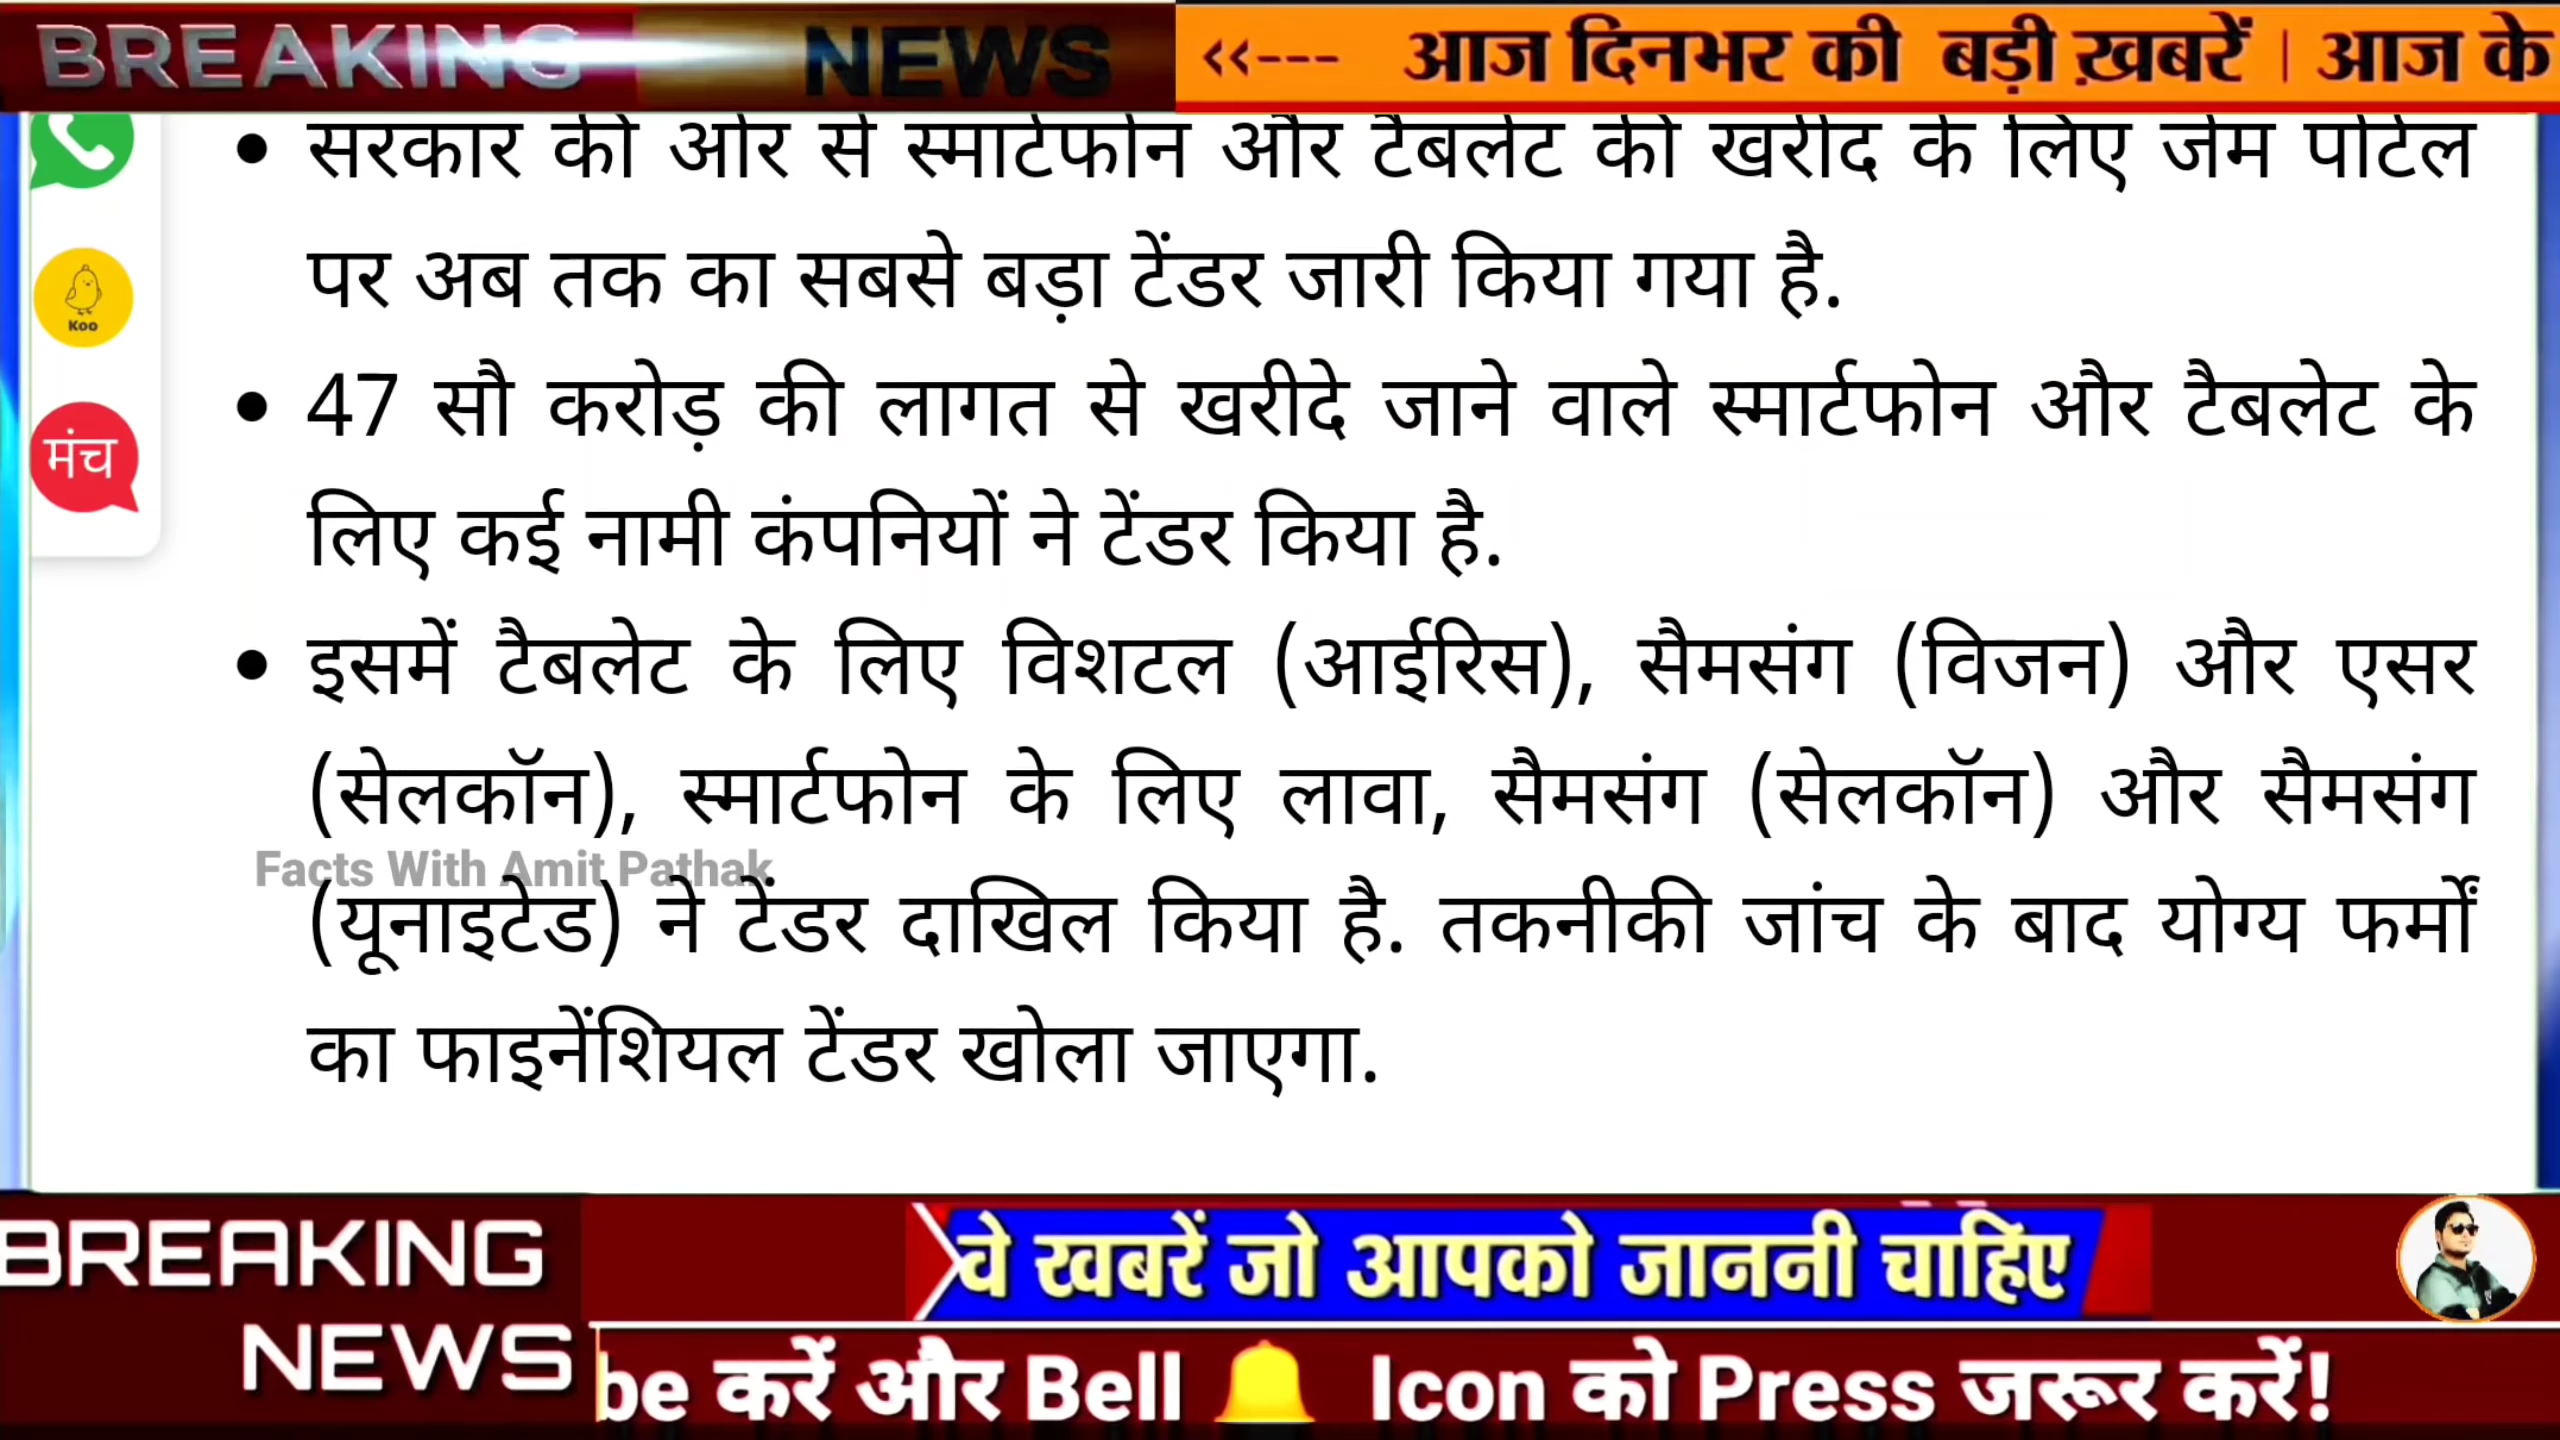 BREAKING NEWS
<<--- आज दिनभर की बड़ी ख़बरें | आज के
सरकार की ओर से स्मार्टफोन और टैबलेट की खरीद के लिए जेम पोर्टल
पर अब तक का सबसे बड़ा टेंडर जारी किया गया है.
Koo
47 सौ करोड़ की लागत से खरीदे जाने वाले स्मार्टफोन और टैबलेट के
मंच
लिए कई नामी कंपनियों ने टेंडर किया है.
इसमें टैबलेट के लिए विशटल (आईरिस), सैमसंग (विजन) और एसर
(सेलकॉन), स्मार्टफोन के लिए लावा, सैमसंग (सेलकॉन) और सैमसंग
Facts With Amit Pathak
(यूनाइटेड) ने टेंडर दाखिल किया है. तकनीकी जांच के बाद योग्य फर्मों
का फाइनेंशियल टेंडर खोला जाएगा.
BREAKING
NEWS
वे खबरें जो आपको जाननी चाहिए
be करें और Bell Icon को Press जरूर करें!